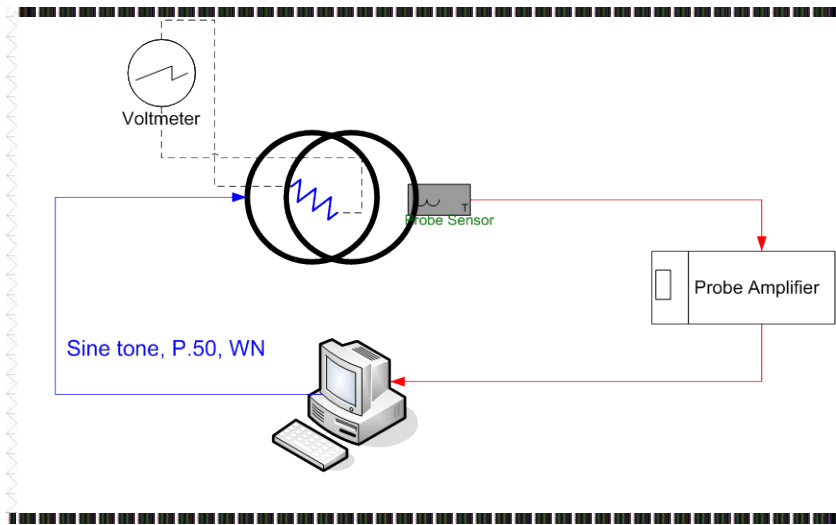 Voltmeter
T
Probe Sensor
Probe Amplifier
Sine tone, P.50, WN